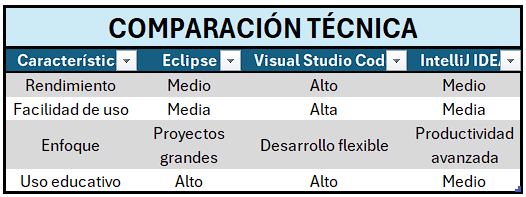 COMPARACIÓN TÉCNICA
Característic Eclipse Visual Studio Cod IntelliJ IDEA
Rendimiento Medio Alto Medio
Facilidad de uso Media Alta Media
Enfoque Proyectos grandes Desarrollo flexible Productividad avanzada
Uso educativo Alto Alto Medio